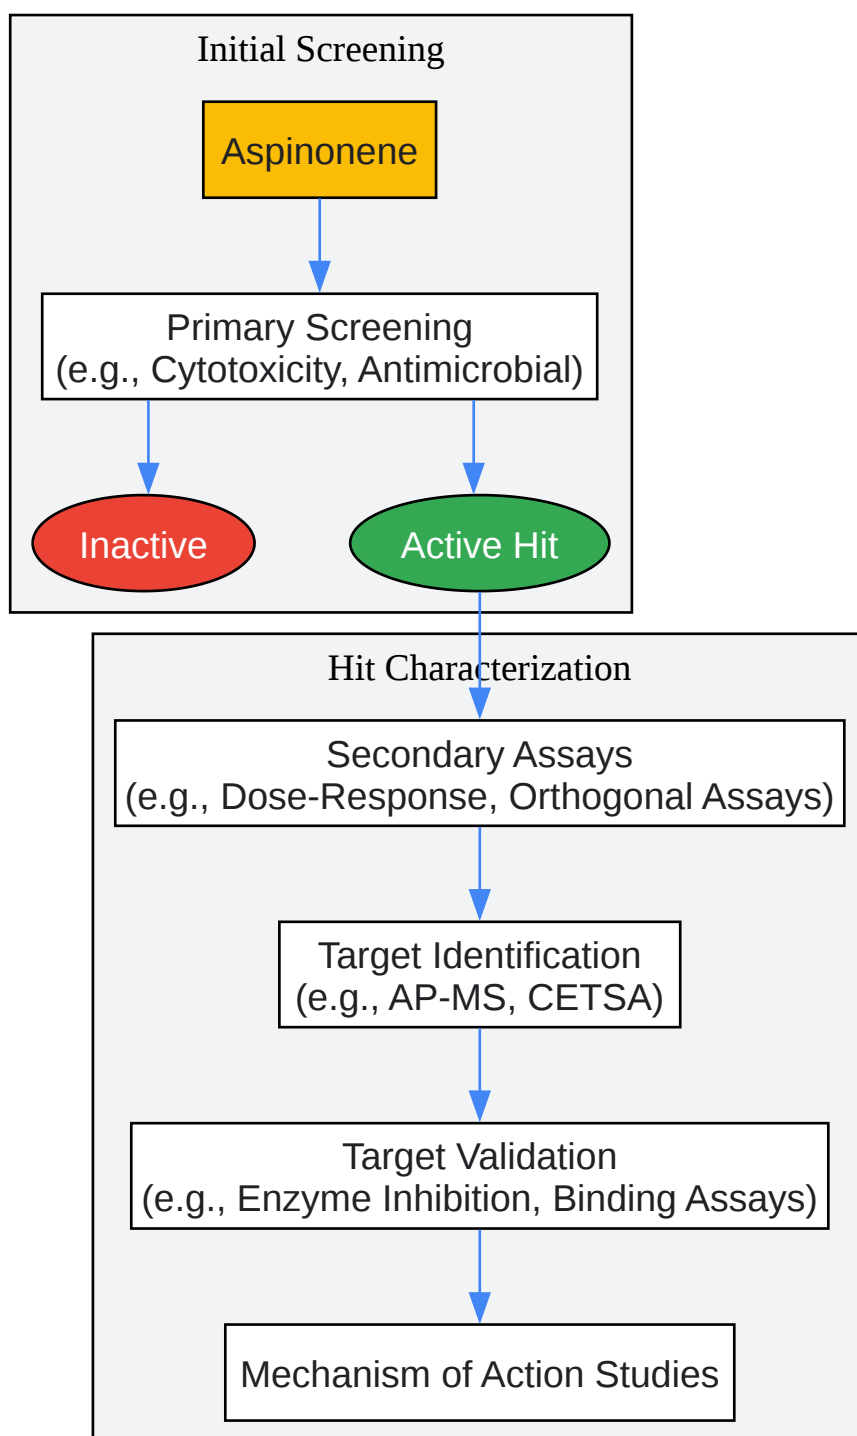 Initial Screening
Aspinonene
Primary Screening
(e.g., Cytotoxicity, Antimicrobial)
Inactive
Active Hit
Hit Characterization
Secondary Assays
(e.g., Dose-Response, Orthogonal Assays)
Target Identification
(e.g., AP-MS, CETSA)
Target Validation
(e.g., Enzyme Inhibition, Binding Assays)
Mechanism of Action Studies